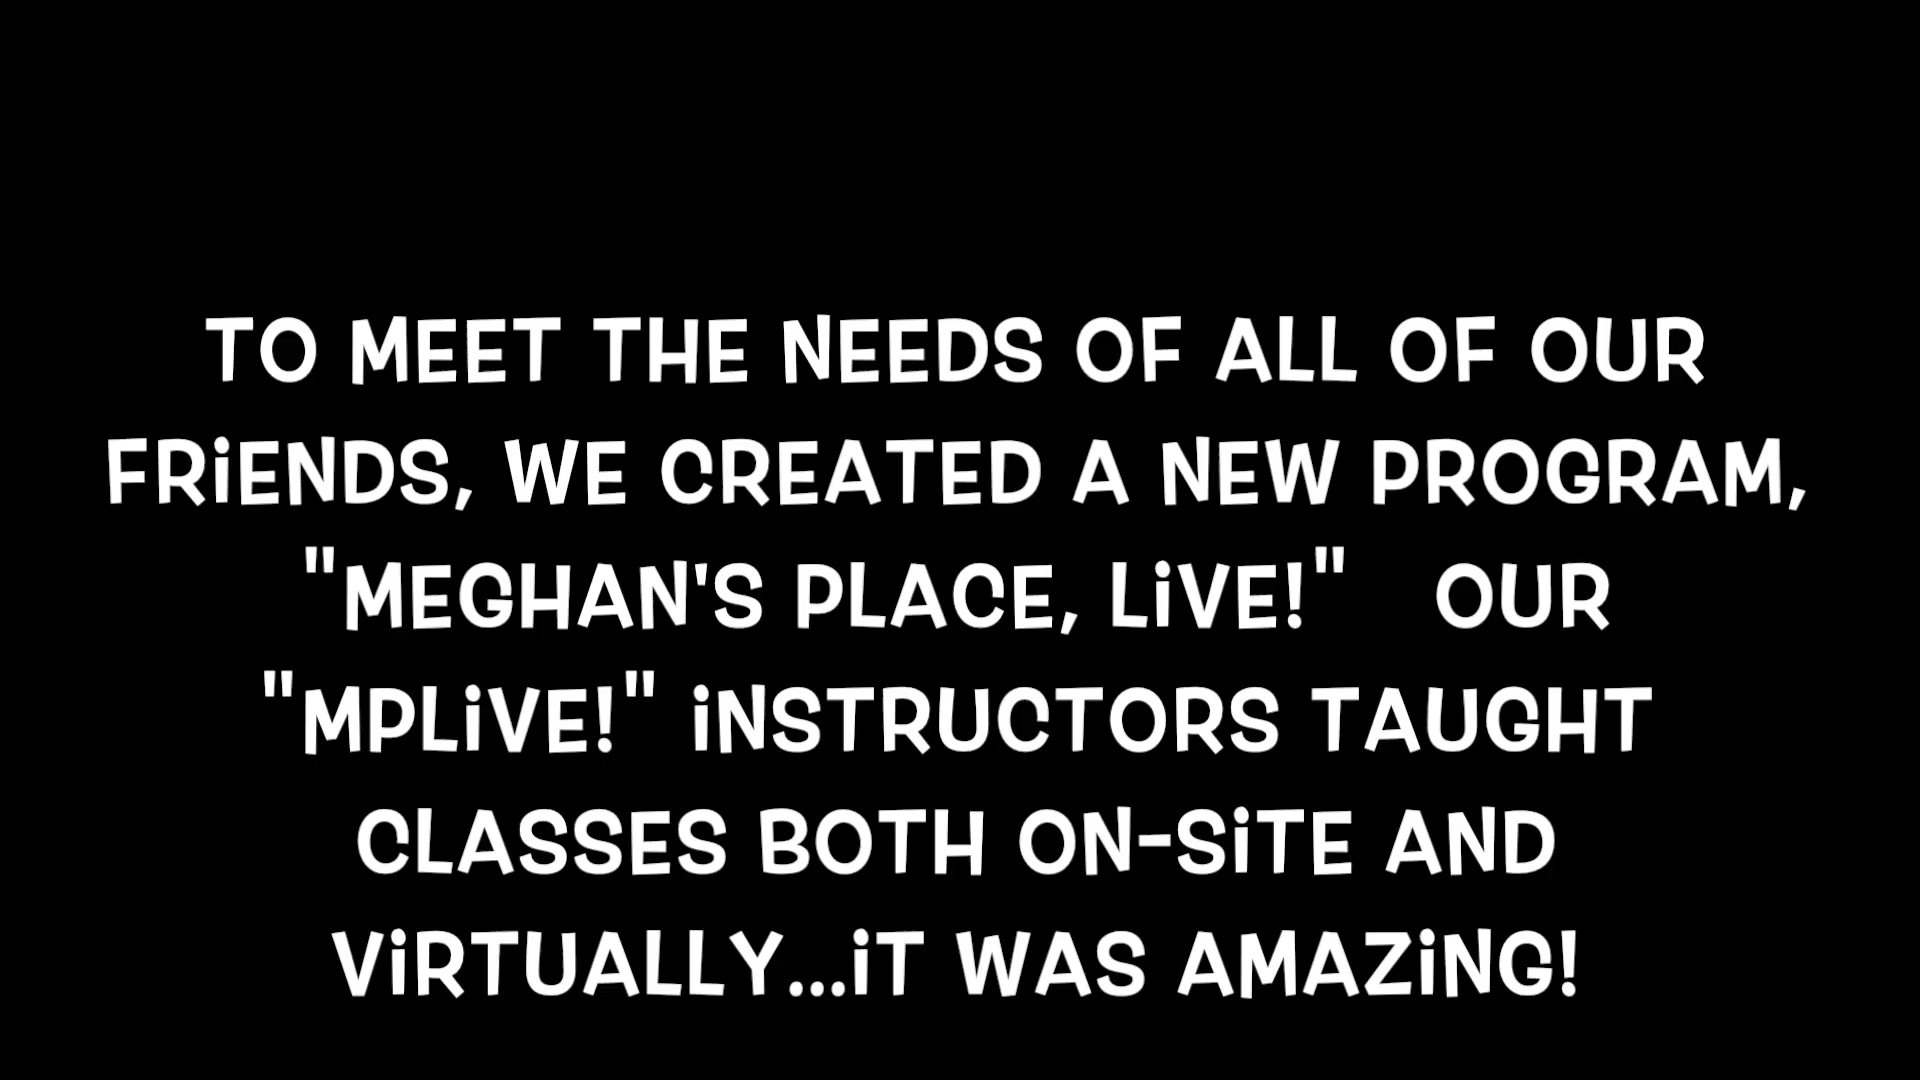 TO MEET THE NEEDS OF ALL OF OUR
FRiENDS, WE CREATED A NEW PROGRAM,
"MEGHAN'S PLACE, LiVE!"   OUR
"MPLiVE!" iNSTRUCTORS TAUGHT
CLASSES BOTH ON-SiTE AND
ViRTUALLY...iT WAS AMAZiNG!